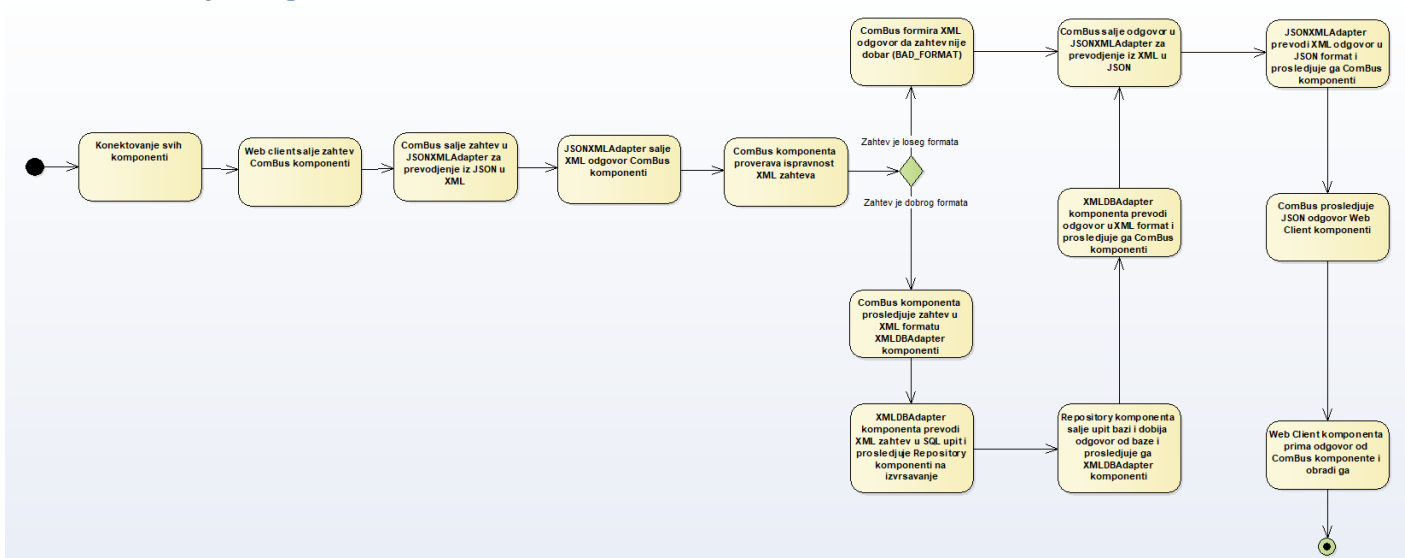 Konektovanje svih
komponenti
Web client salje zahtev
ComBus komponenti
ComBus salje zahtev u
JSONXMLAdapter za
prevodjenje iz JSON u
XML
JSONXMLAdapter salje
XML odgovor ComBus
komponenti
ComBus komponenta
proverava ispravnost
XML zahteva
Zahtev je loseg formata
Zahtev je dobrog formata
ComBus formira XML
odgovor da zahtev nije
dobar (BAD_FORMAT)
ComBus komponenta
prosledjuje zahtev u
XML formatu
XMLDBAdapter
komponenti
XMLDBAdapter
komponenta prevodi
XML zahtev u SQL upit i
prosledjuje Repository
komponenti na
izvrsavanje
Repository komponenta
salje upit bazi i dobija
odgovor od baze i
prosledjuje ga
XMLDBAdapter
komponenti
XMLDBAdapter
komponenta prevodi
odgovor u XML format i
prosledjuje ga ComBus
komponenti
ComBus salje odgovor u
JSONXMLAdapter za
prevodjenje iz XML u
JSON
JSONXMLAdapter
prevodi XML odgovor u
JSON format i
prosledjuje ga ComBus
komponenti
ComBus prosledjuje
JSON odgovor Web
Client komponenti
Web Client komponenta
prima odgovor od
ComBus komponente i
obradi ga